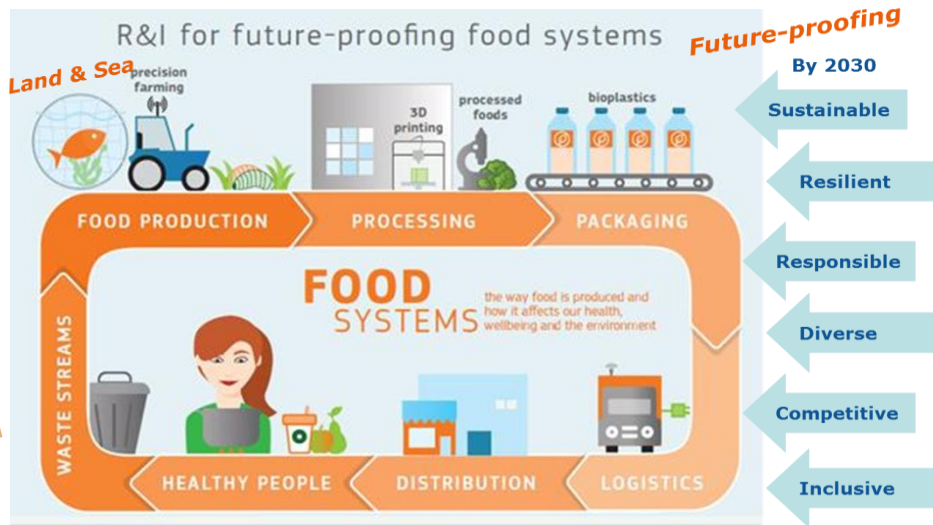 R&I for future-proofing food systems
Future-proofing
By 2030
Land & Sea
precision
farming
3D
printing
processed
foods
bioplastics
Sustainable
Resilient
FOOD PRODUCTION
PROCESSING
PACKAGING
Responsible
FOOD
SYSTEMS
the way food is produced and
how it affects our health,
wellbeing and the environment
Diverse
WASTE STREAMS
Competitive
HEALTHY PEOPLE
DISTRIBUTION
LOGISTICS
Inclusive